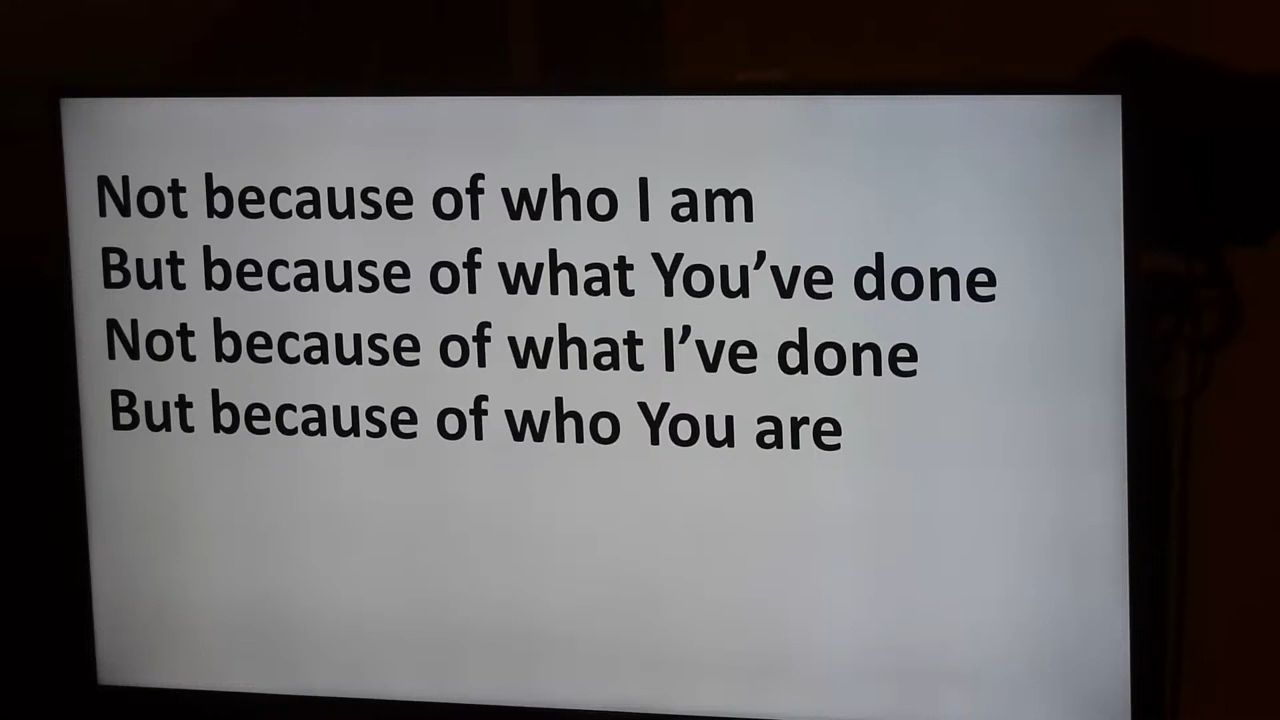 Not because of who I am
But because of what You’ve done
Not because of what I’ve done
But because of who You are